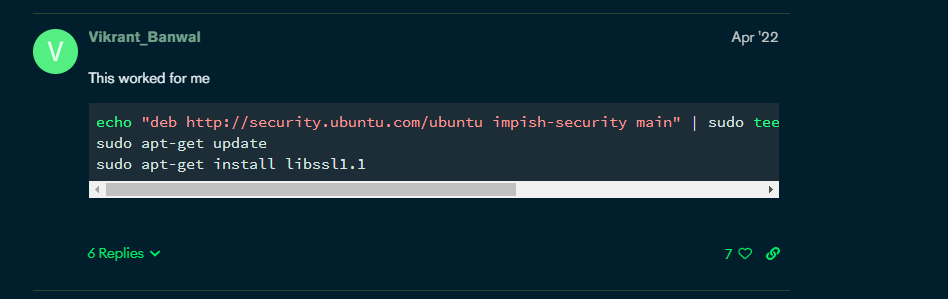 V
Vikrant_Banwal
Apr '22
This worked for me
echo "deb http://security.ubuntu.com/ubuntu impish-security main" | sudo tee
sudo apt-get update
sudo apt-get install libssl1.1
6 Replies
7